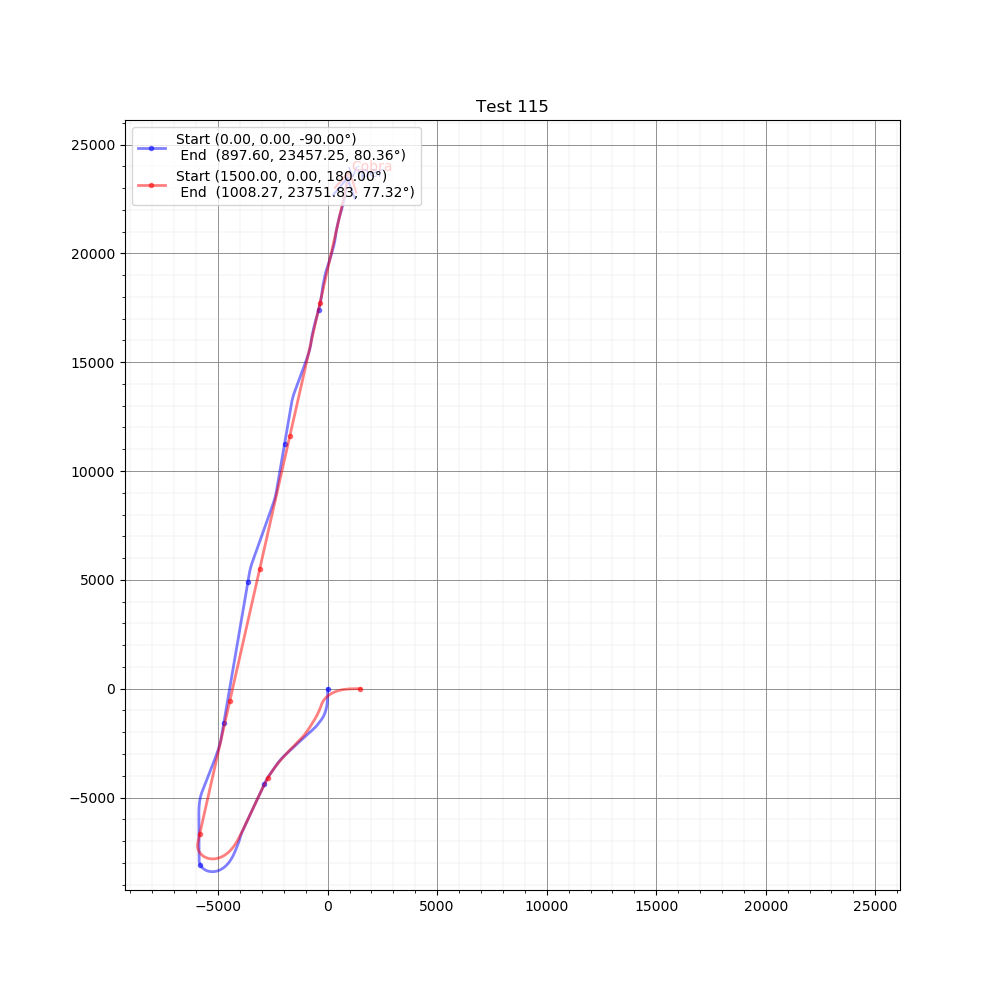 Test 115
Start (0.00, 0.00, -90.00°)
End (897.60, 23457.25, 80.36°)
Start (1500.00, 0.00, 180.00°)
End (1008.27, 23751.83, 77.32°)
Cobra
25000
20000
15000
10000
5000
0
−5000
−5000 0 5000 10000 15000 20000 25000